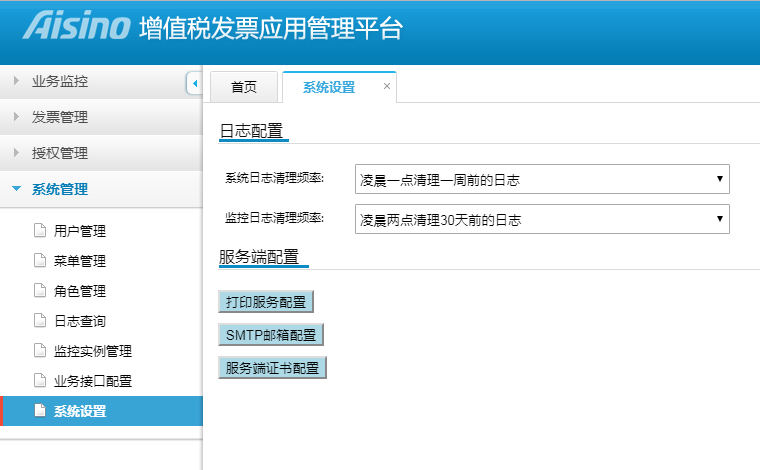 Aisino 增值税发票应用管理平台
业务监控
发票管理
授权管理
系统管理
用户管理
菜单管理
角色管理
日志查询
监控实例管理
业务接口配置
系统设置
首页 系统设置 ×
日志配置
系统日志清理频率: 凌晨一点清理一周前的日志
监控日志清理频率: 凌晨两点清理30天前的日志
服务端配置
打印服务配置
SMTP邮箱配置
服务端证书配置